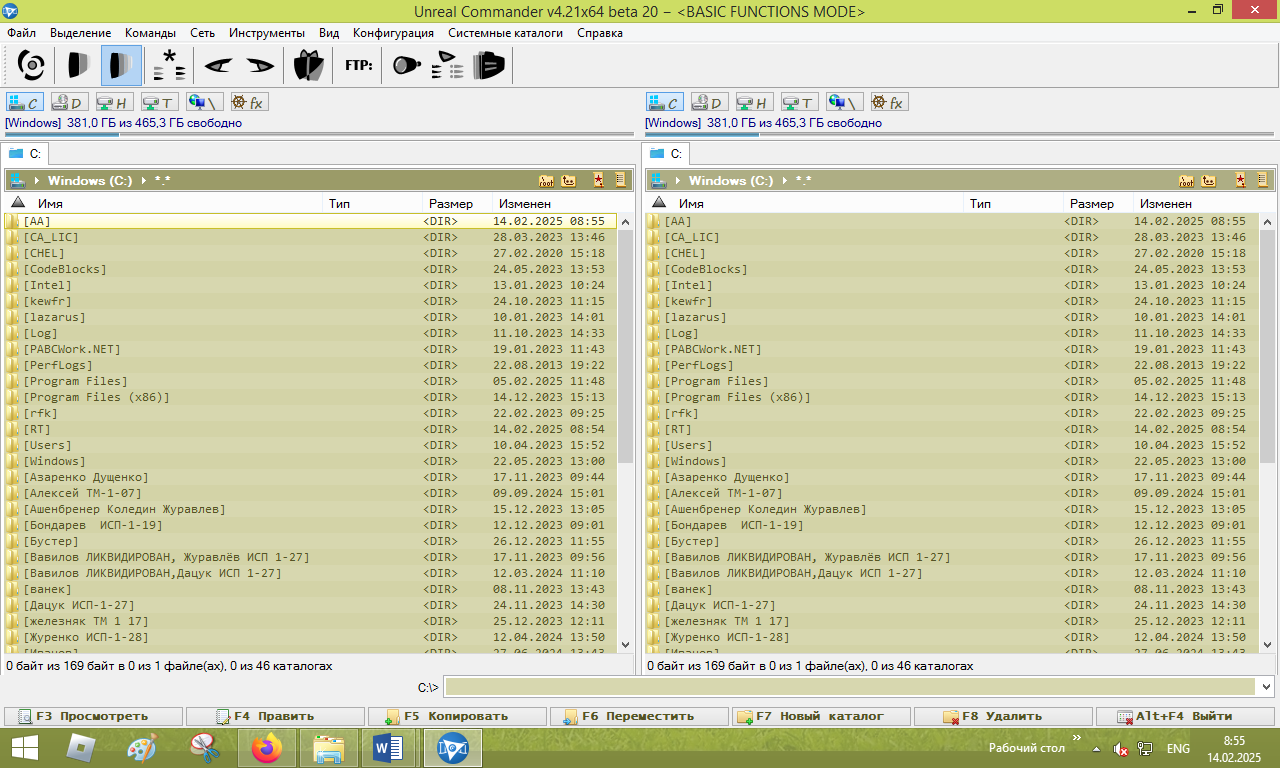 Unreal Commander v4.21x64 beta 20 – <BASIC FUNCTIONS MODE>
Файл Выделение Команды Сеть Инструменты Вид Конфигурация Системные каталоги Справка
FTP:
C D H T \ fx C D H T \ fx
[Windows] 381,0 ГБ из 465,3 ГБ свободно [Windows] 381,0 ГБ из 465,3 ГБ свободно
C: C:
Windows (C:) *.* Windows (C:) *.*
Имя Тип Размер Изменен Имя Тип Размер Изменен
[AA] <DIR> 14.02.2025 08:55 [AA] <DIR> 14.02.2025 08:55
[CA_LIC] <DIR> 28.03.2023 13:46 [CA_LIC] <DIR> 28.03.2023 13:46
[CHEL] <DIR> 27.02.2020 15:18 [CHEL] <DIR> 27.02.2020 15:18
[CodeBlocks] <DIR> 24.05.2023 13:53 [CodeBlocks] <DIR> 24.05.2023 13:53
[Intel] <DIR> 13.01.2023 10:24 [Intel] <DIR> 13.01.2023 10:24
[kewfr] <DIR> 24.10.2023 11:15 [kewfr] <DIR> 24.10.2023 11:15
[lazarus] <DIR> 10.01.2023 14:01 [lazarus] <DIR> 10.01.2023 14:01
[Log] <DIR> 11.10.2023 14:33 [Log] <DIR> 11.10.2023 14:33
[PABCWork.NET] <DIR> 19.01.2023 11:43 [PABCWork.NET] <DIR> 19.01.2023 11:43
[PerfLogs] <DIR> 22.08.2013 19:22 [PerfLogs] <DIR> 22.08.2013 19:22
[Program Files] <DIR> 05.02.2025 11:48 [Program Files] <DIR> 05.02.2025 11:48
[Program Files (x86)] <DIR> 14.12.2023 15:13 [Program Files (x86)] <DIR> 14.12.2023 15:13
[rfk] <DIR> 22.02.2023 09:25 [rfk] <DIR> 22.02.2023 09:25
[RT] <DIR> 14.02.2025 08:54 [RT] <DIR> 14.02.2025 08:54
[Users] <DIR> 10.04.2023 15:52 [Users] <DIR> 10.04.2023 15:52
[Windows] <DIR> 22.05.2023 13:00 [Windows] <DIR> 22.05.2023 13:00
[Азаренко Дущенко] <DIR> 17.11.2023 09:44 [Азаренко Дущенко] <DIR> 17.11.2023 09:44
[Алексей ТМ-1-07] <DIR> 09.09.2024 15:01 [Алексей ТМ-1-07] <DIR> 09.09.2024 15:01
[Ашенбренер Коледин Журавлев] <DIR> 15.12.2023 13:05 [Ашенбренер Коледин Журавлев] <DIR> 15.12.2023 13:05
[Бондарев  ИСП-1-19] <DIR> 12.12.2023 09:01 [Бондарев  ИСП-1-19] <DIR> 12.12.2023 09:01
[Бустер] <DIR> 26.12.2023 11:55 [Бустер] <DIR> 26.12.2023 11:55
[Вавилов ЛИКВИДИРОВАН, Журавлёв ИСП 1-27] <DIR> 17.11.2023 09:56 [Вавилов ЛИКВИДИРОВАН, Журавлёв ИСП 1-27] <DIR> 17.11.2023 09:56
[Вавилов ЛИКВИДИРОВАН,Дацук ИСП 1-27] <DIR> 12.03.2024 11:10 [Вавилов ЛИКВИДИРОВАН,Дацук ИСП 1-27] <DIR> 12.03.2024 11:10
[ванек] <DIR> 08.11.2023 13:43 [ванек] <DIR> 08.11.2023 13:43
[Дацук ИСП-1-27] <DIR> 24.11.2023 14:30 [Дацук ИСП-1-27] <DIR> 24.11.2023 14:30
[железняк ТМ 1 17] <DIR> 25.12.2023 12:11 [железняк ТМ 1 17] <DIR> 25.12.2023 12:11
[Журенко ИСП-1-28] <DIR> 12.04.2024 13:50 [Журенко ИСП-1-28] <DIR> 12.04.2024 13:50
<DIR> 27.06.2024 13:43 <DIR> 27.06.2024 13:43
0 байт из 169 байт в 0 из 1 файле(ах), 0 из 46 каталогах 0 байт из 169 байт в 0 из 1 файле(ах), 0 из 46 каталогах
C:\>
F3 Просмотреть F4 Править F5 Копировать F6 Переместить F7 Новый каталог F8 Удалить Alt+F4 Выйти
Рабочий стол » ENG 8:55
14.02.2025